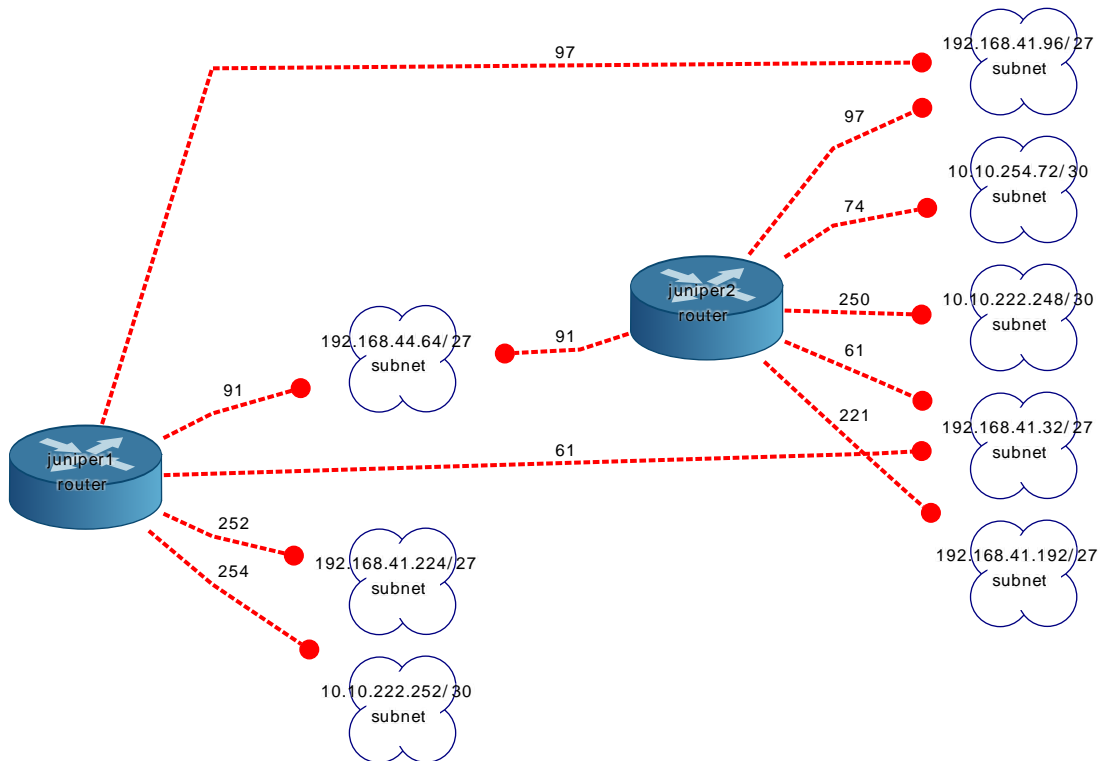 97
192.168.41.96/27
subnet
97
10.10.254.72/30
subnet
74
juniper2
router
250
10.10.222.248/30
subnet
192.168.44.64/27
subnet
91
61
91
221
192.168.41.32/27
subnet
juniper1
router
61
252
254
192.168.41.224/27
subnet
192.168.41.192/27
subnet
10.10.222.252/30
subnet